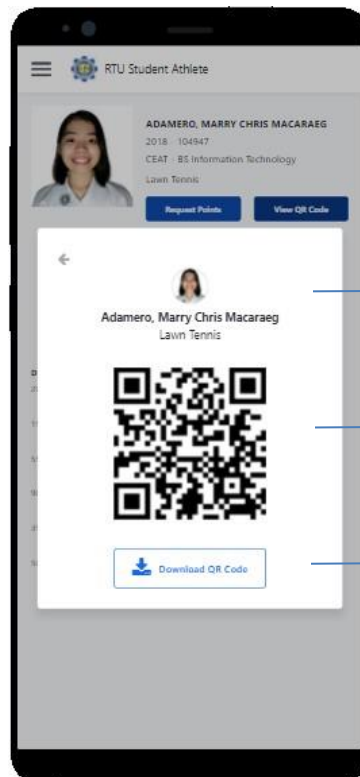 RTU Student Athlete
ADAMERO, MARRY CHRIS MACARAEG
2018 - 104947
CEAT - BS Information Technology
Lawn Tennis
Request Points
View QR Code
Adamero, Marry Chris Macaraeg
Lawn Tennis
Download QR Code